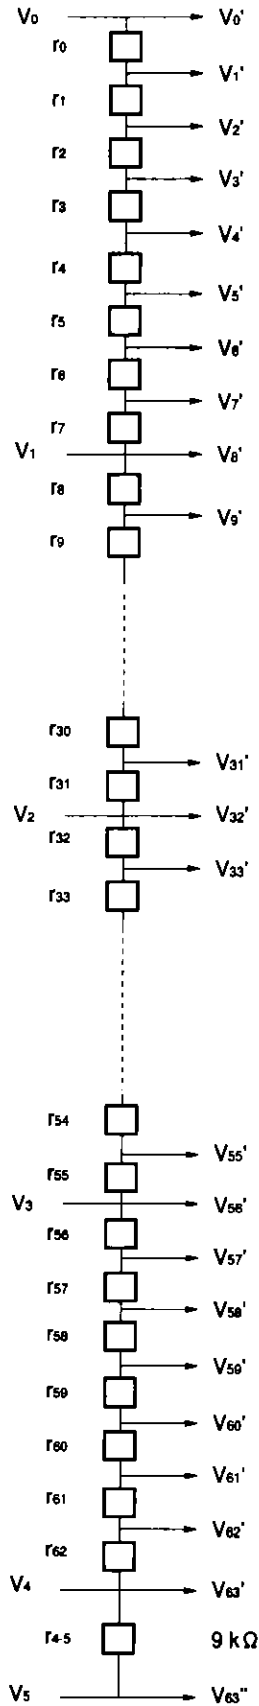 V0 V0'
r0
V1'
r1
V2'
r2
V3'
r3
V4'
r4
V5'
r5
V6'
r6
V7'
r7
V1 V8'
r8
V9'
r9
r30
V31'
r31
V2 V32'
r32
V33'
r33
r54
V55'
r55
V3 V56'
r56
V57'
r57
V58'
r58
V59'
r59
V60'
r60
V61'
r61
V62'
r62
V4 V63'
r4-5 9 kΩ
V5 V63"